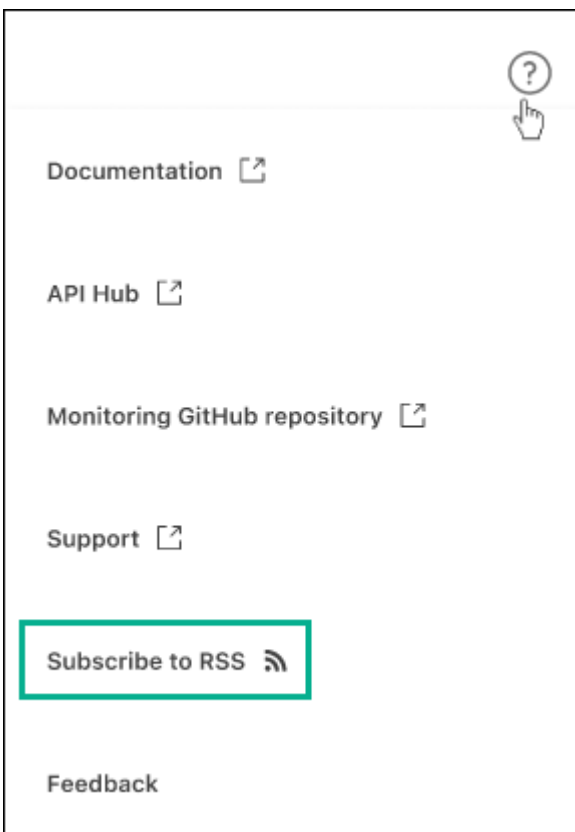 ?
Documentation
API Hub
Monitoring GitHub repository
Support
Subscribe to RSS
Feedback